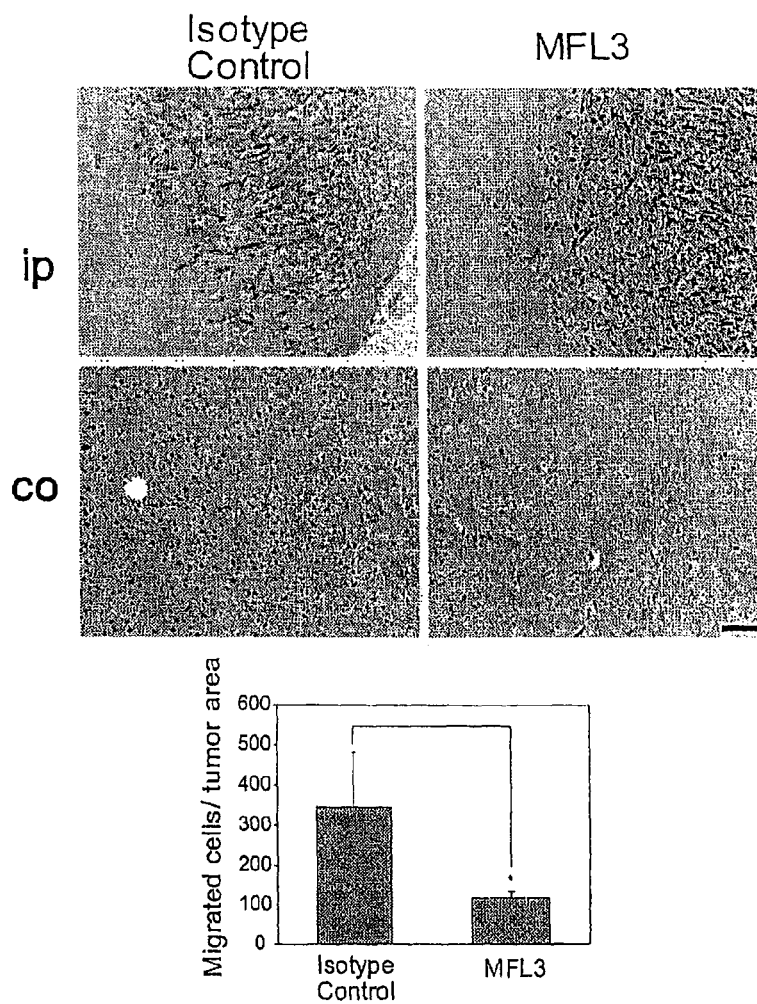 Isotype
Control
MFL3
ip
co
Migrated cells/ tumor area
600
500
400
300
200
100
0
*
Isotype
Control
MFL3